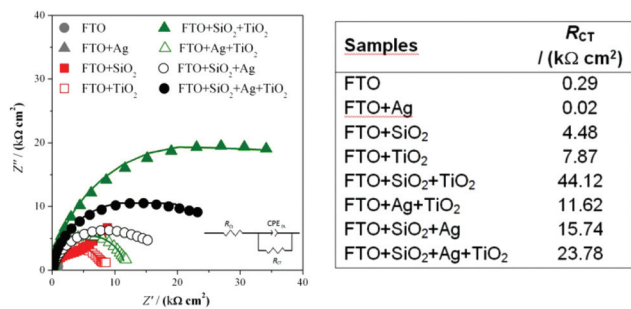 FTO
FTO+Ag
FTO+SiO₂
FTO+TiO₂
FTO+SiO₂+TiO₂
FTO+Ag+TiO₂
FTO+SiO₂+Ag
FTO+SiO₂+Ag+TiO₂
40
30
20
10
0
Z'' / (kΩ cm²)
0 10 20 30 40
Z' / (kΩ cm²)
R_CT
Samples R_CT / (kΩ cm²)
FTO 0.29
FTO+Ag 0.02
FTO+SiO₂ 4.48
FTO+TiO₂ 7.87
FTO+SiO₂+TiO₂ 44.12
FTO+Ag+TiO₂ 11.62
FTO+SiO₂+Ag 15.74
FTO+SiO₂+Ag+TiO₂ 23.78